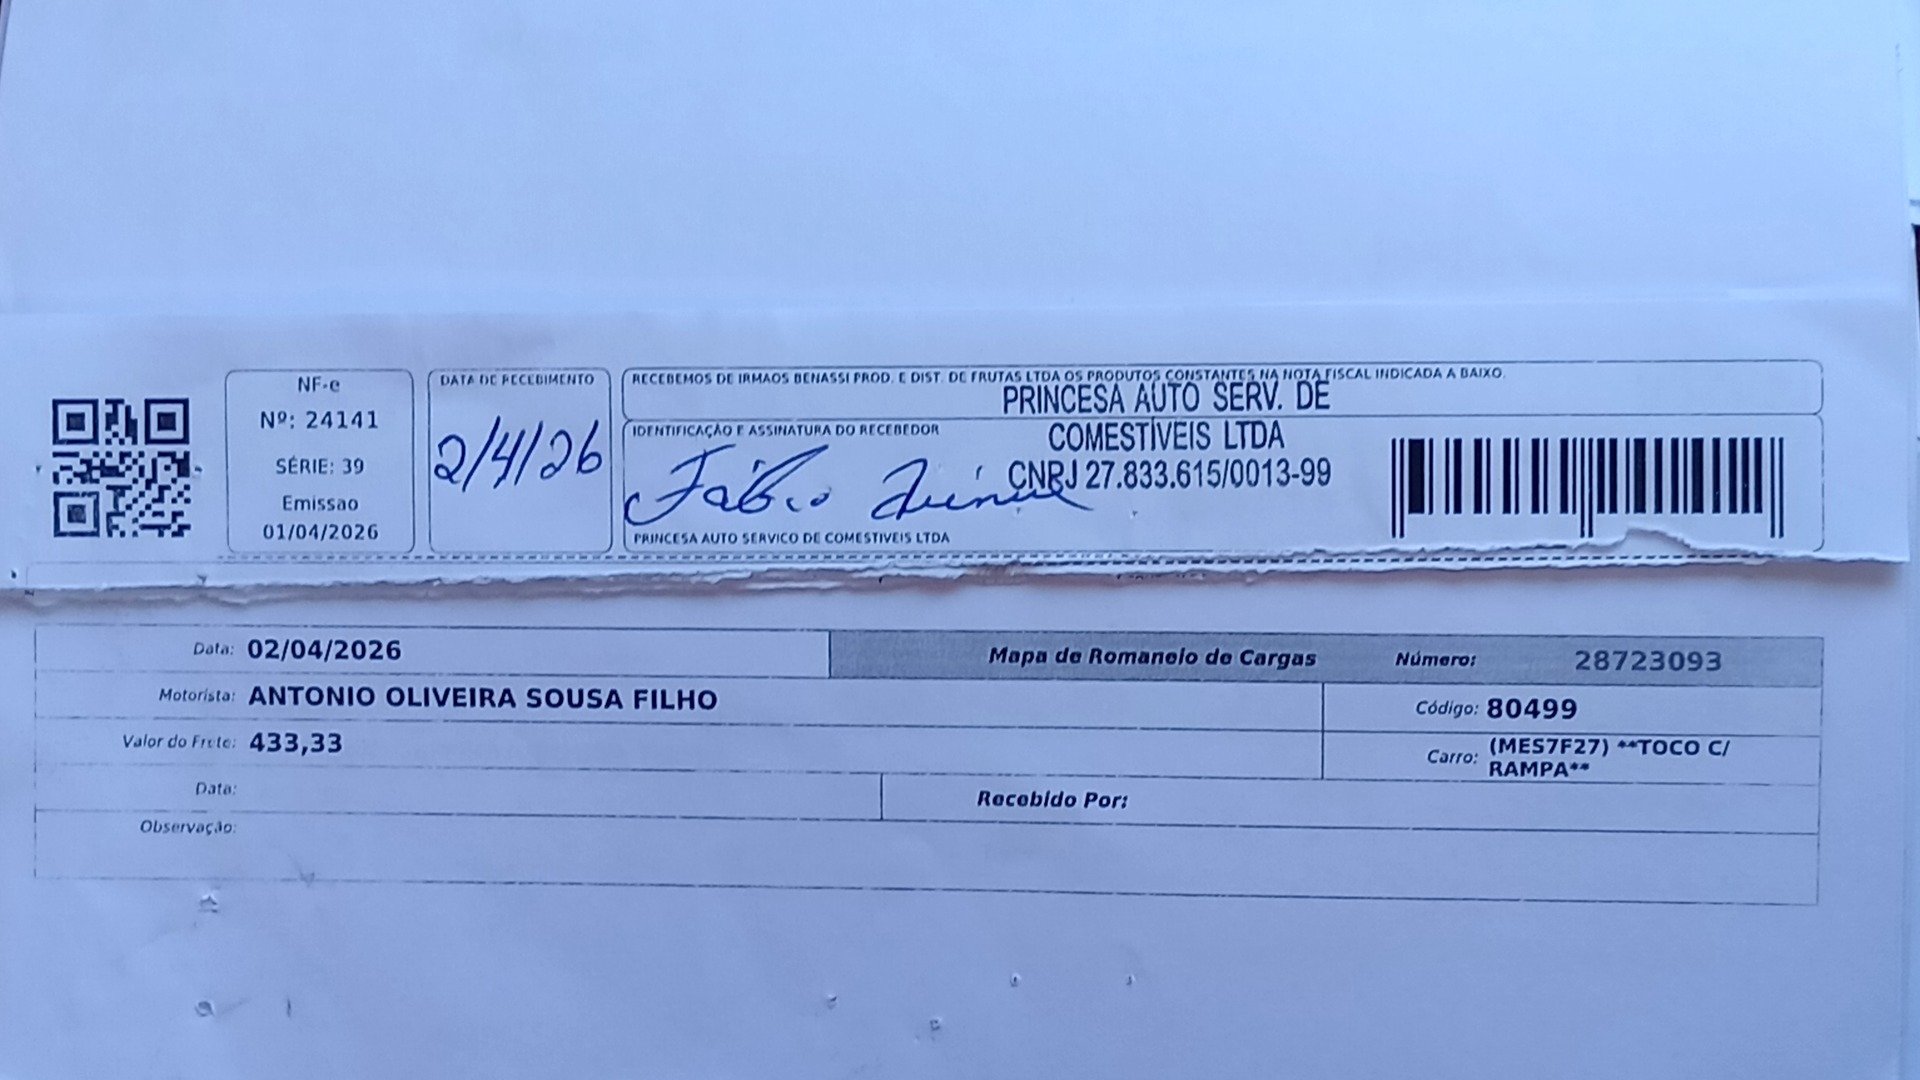 NF-e
Nº: 24141
SÉRIE: 39
Emissao
01/04/2026
DATA DE RECEBIMENTO
2/4/26
RECEBEMOS DE IRMAOS BENASSI PROD. E DIST. DE FRUTAS LTDA OS PRODUTOS CONSTANTES NA NOTA FISCAL INDICADA A BAIXO.
PRINCESA AUTO SERV. DE
COMESTÍVEIS LTDA
CNPJ 27.833.615/0013-99
IDENTIFICAÇÃO E ASSINATURA DO RECEBEDOR
Fábio
PRINCESA AUTO SERVICO DE COMESTIVEIS LTDA
Data: 02/04/2026
Mapa de Romaneio de Cargas Número: 28723093
Motorista: ANTONIO OLIVEIRA SOUSA FILHO
Código: 80499
Valor do Frete: 433,33
Carro: (MES7F27) **TOCO C/
RAMPA**
Data:
Recebido Por:
Observação: